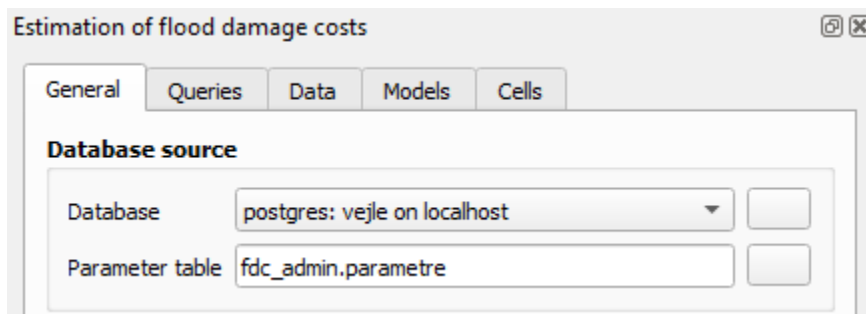 Estimation of flood damage costs
General Queries Data Models Cells
Database source
Database postgres: vejle on localhost
Parameter table fdc_admin.parametre